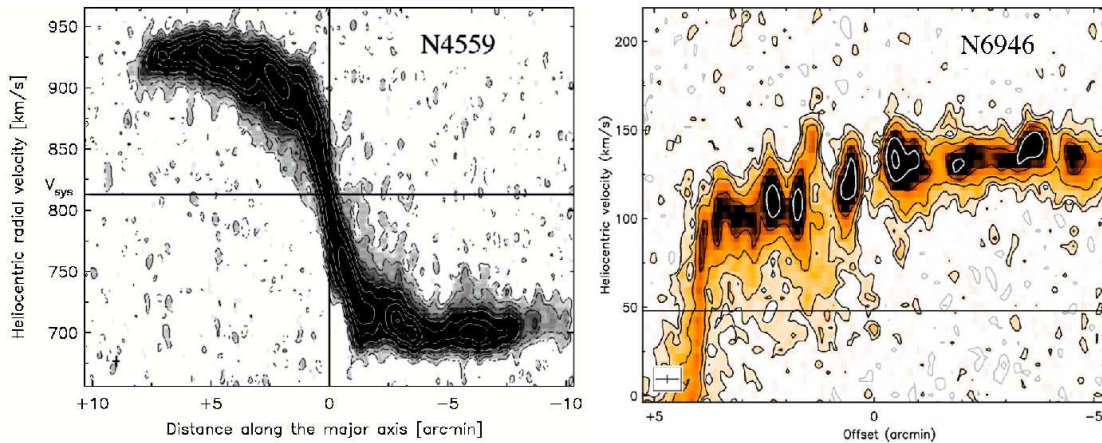 N4559
Heliocentric radial velocity [km/s]
950
900
850
Vsys
800
750
700
+10 +5 0 −5 −10
Distance along the major axis [arcmin]
N6946
Heliocentric velocity (km/s)
200
150
100
50
0
+5 0 −5
Offset (arcmin)